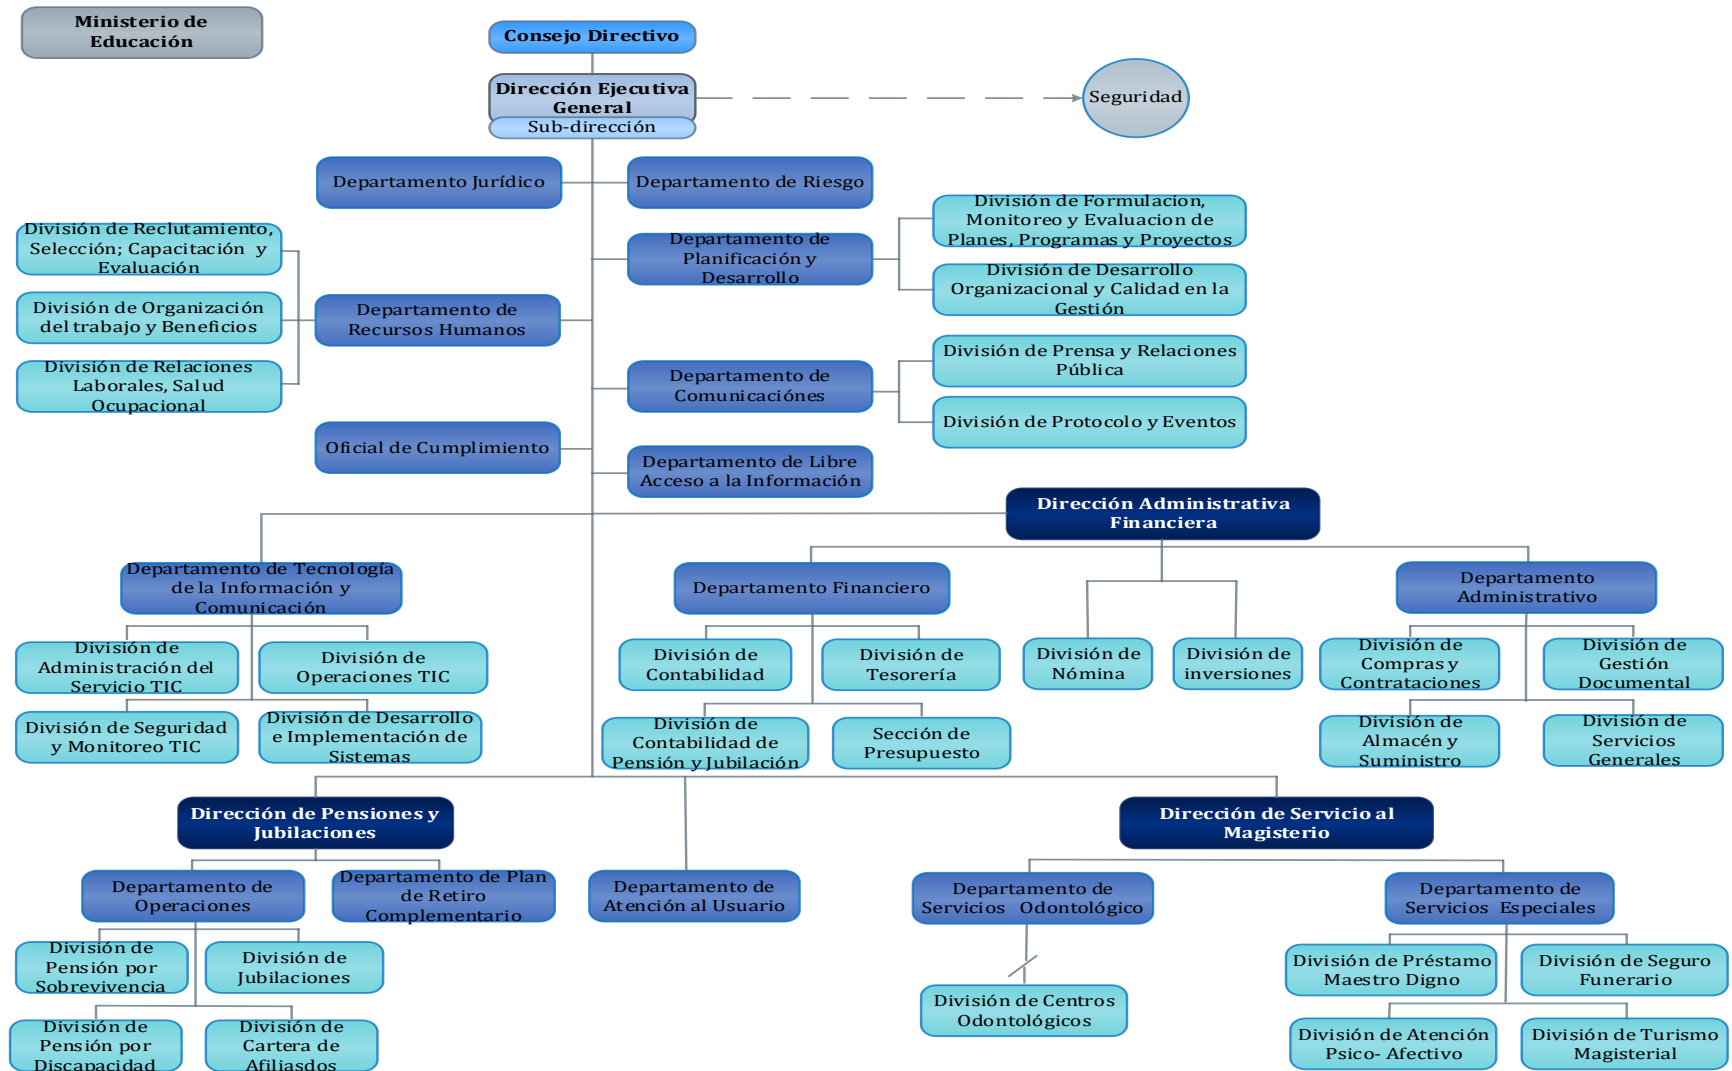 Ministerio de
Educación
Consejo Directivo
Dirección Ejecutiva
General
Sub-dirección
Seguridad
Departamento Jurídico
Departamento de Riesgo
División de Reclutamiento,
Selección; Capacitación y
Evaluación
División de Organización
del trabajo y Beneficios
División de Relaciones
Laborales, Salud
Ocupacional
Departamento de
Recursos Humanos
Oficial de Cumplimiento
Departamento de
Planificación y
Desarrollo
División de Formulacion,
Monitoreo y Evaluacion de
Planes, Programas y Proyectos
División de Desarrollo
Organizacional y Calidad en la
Gestión
Departamento de
Comunicaciónes
División de Prensa y Relaciones
Pública
División de Protocolo y Eventos
Departamento de Libre
Acceso a la Información
Dirección Administrativa
Financiera
Departamento de Tecnología
de la Información y
Comunicación
División de
Administración del
Servicio TIC
División de
Operaciones TIC
División de Seguridad
y Monitoreo TIC
División de Desarrollo
e Implementación de
Sistemas
Departamento Financiero
División de
Contabilidad
División de
Tesorería
División de
Contabilidad de
Pensión y Jubilación
Sección de
Presupuesto
División de
Nómina
División de
inversiones
Departamento
Administrativo
División de
Compras y
Contrataciones
División de
Gestión
Documental
División de
Almacén y
Suministro
División de
Servicios
Generales
Dirección de Pensiones y
Jubilaciones
Departamento de
Operaciones
Departamento de Plan
de Retiro
Complementario
División de
Pensión por
Sobrevivencia
División de
Jubilaciones
División de
Pensión por
Discapacidad
División de
Cartera de
Afiliasdos
Departamento de
Atención al Usuario
Dirección de Servicio al
Magisterio
Departamento de
Servicios Odontológico
División de Centros
Odontológicos
Departamento de
Servicios Especiales
División de Préstamo
Maestro Digno
División de Seguro
Funerario
División de Atención
Psico- Afectivo
División de Turismo
Magisterial